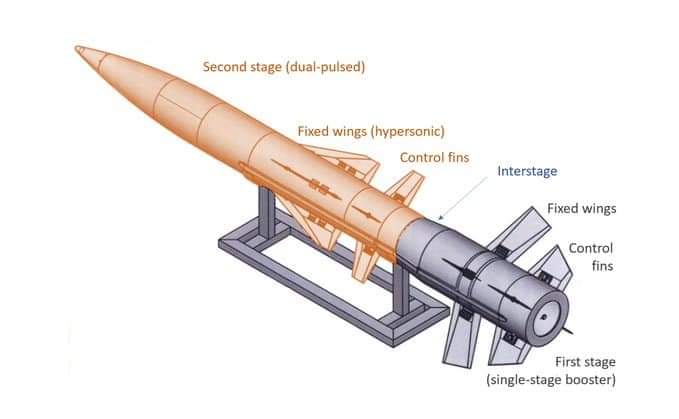 Second stage (dual-pulsed)
Fixed wings (hypersonic)
Control fins
Interstage
Fixed wings
Control
fins
First stage
(single-stage booster)